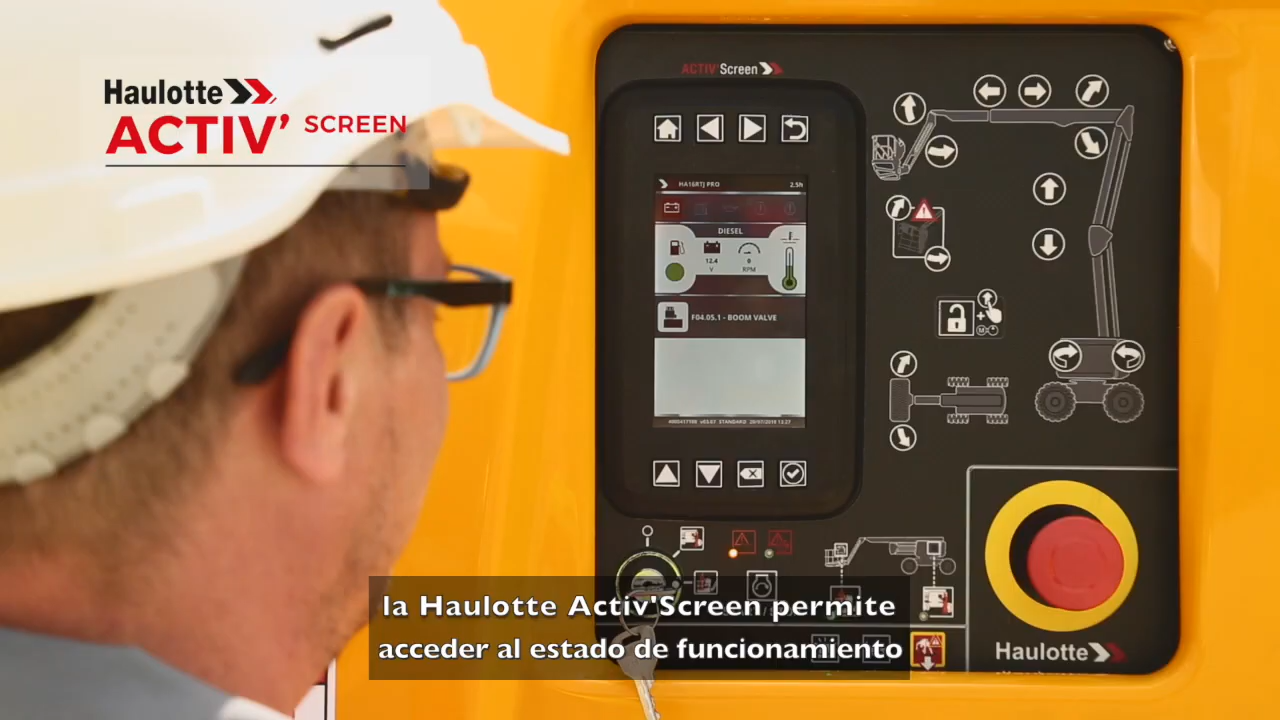 Haulotte
ACTIV' SCREEN
ACTIV'Screen
HA16RTJ PRO 2.5h
DIESEL
12.4 0
V RPM
F04.05.1 - BOOM VALVE
STANDARD
Haulotte
la Haulotte Activ'Screen permite
acceder al estado de funcionamiento